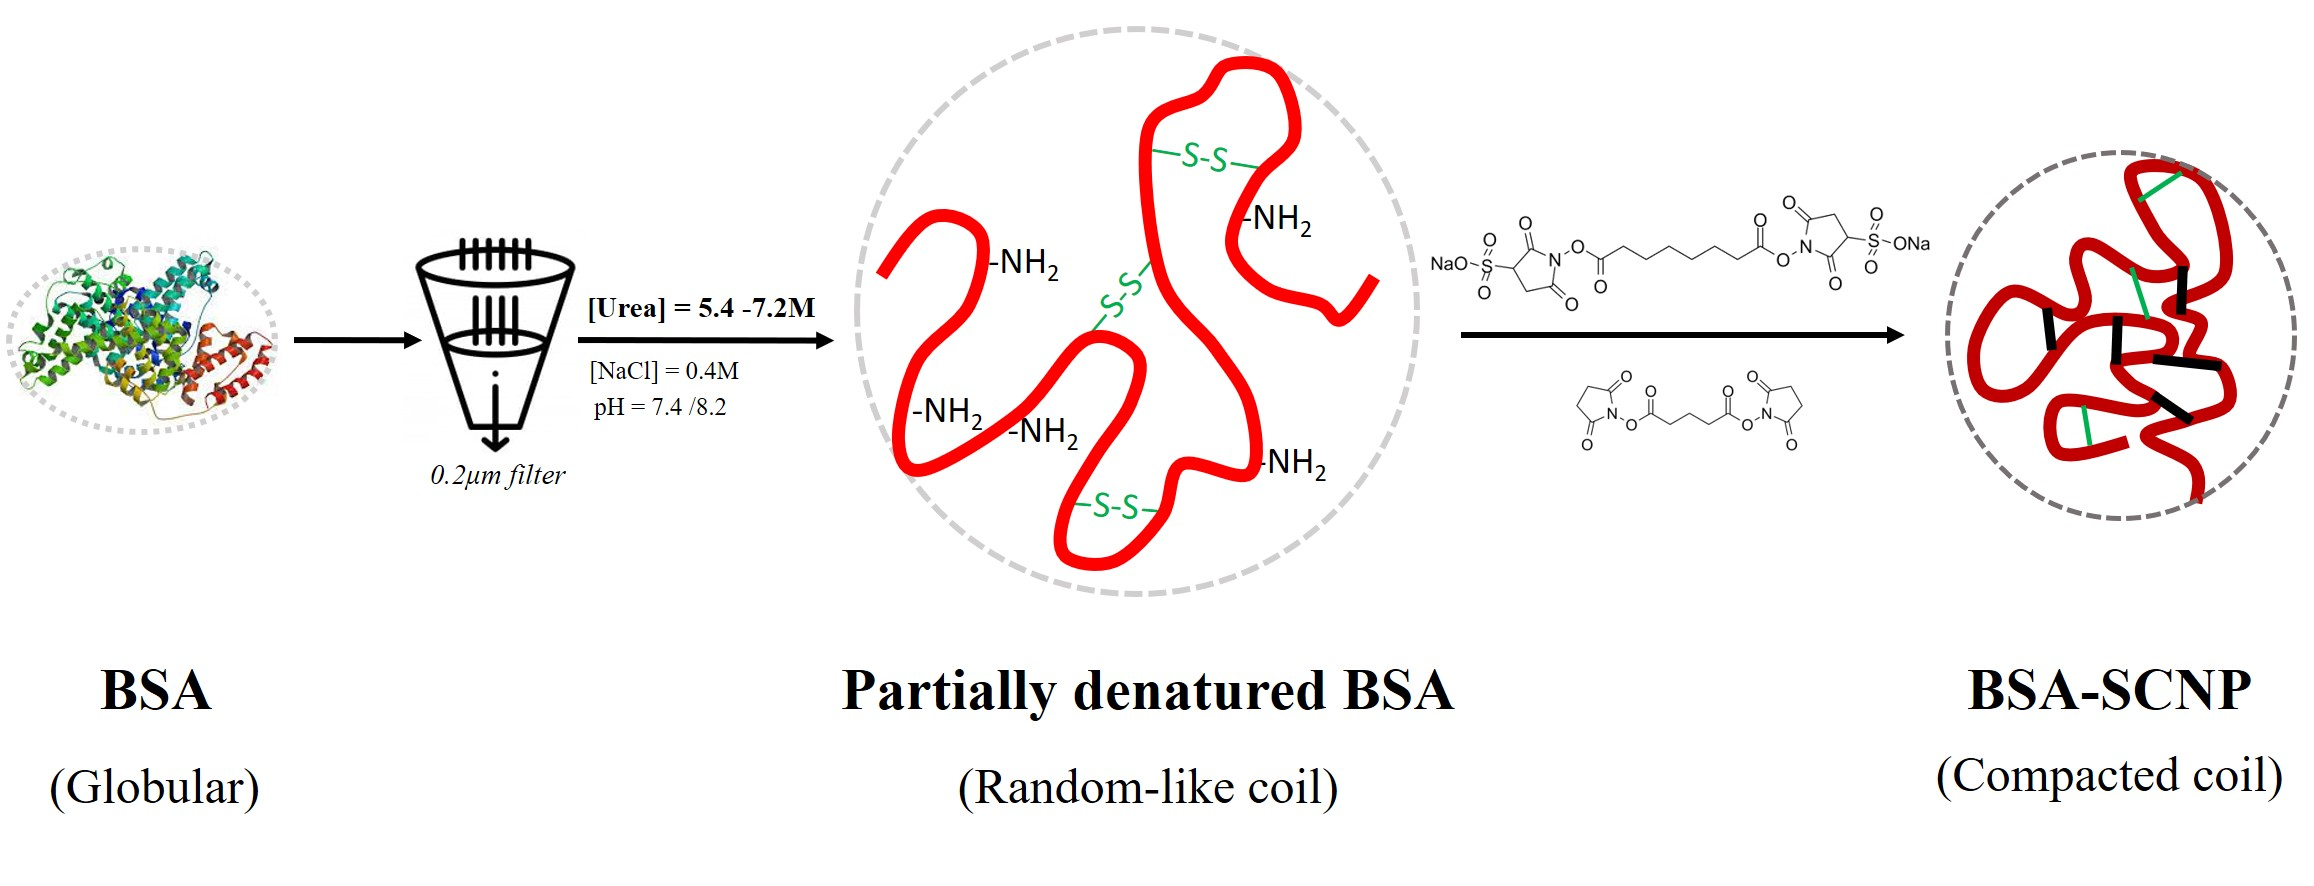 [Urea] = 5.4 -7.2M
[NaCl] = 0.4M
pH = 7.4 /8.2
0.2μm filter
-NH2
-NH2
-NH2
-NH2
-NH2
-S-S-
-S-S-
-S-S-
NaO
S
O
O
O
N
O
O
O
O
O
O
N
O
O
S
O
O
ONa
O
N
O
O
O
O
O
N
O
O
BSA
(Globular)
Partially denatured BSA
(Random-like coil)
BSA-SCNP
(Compacted coil)